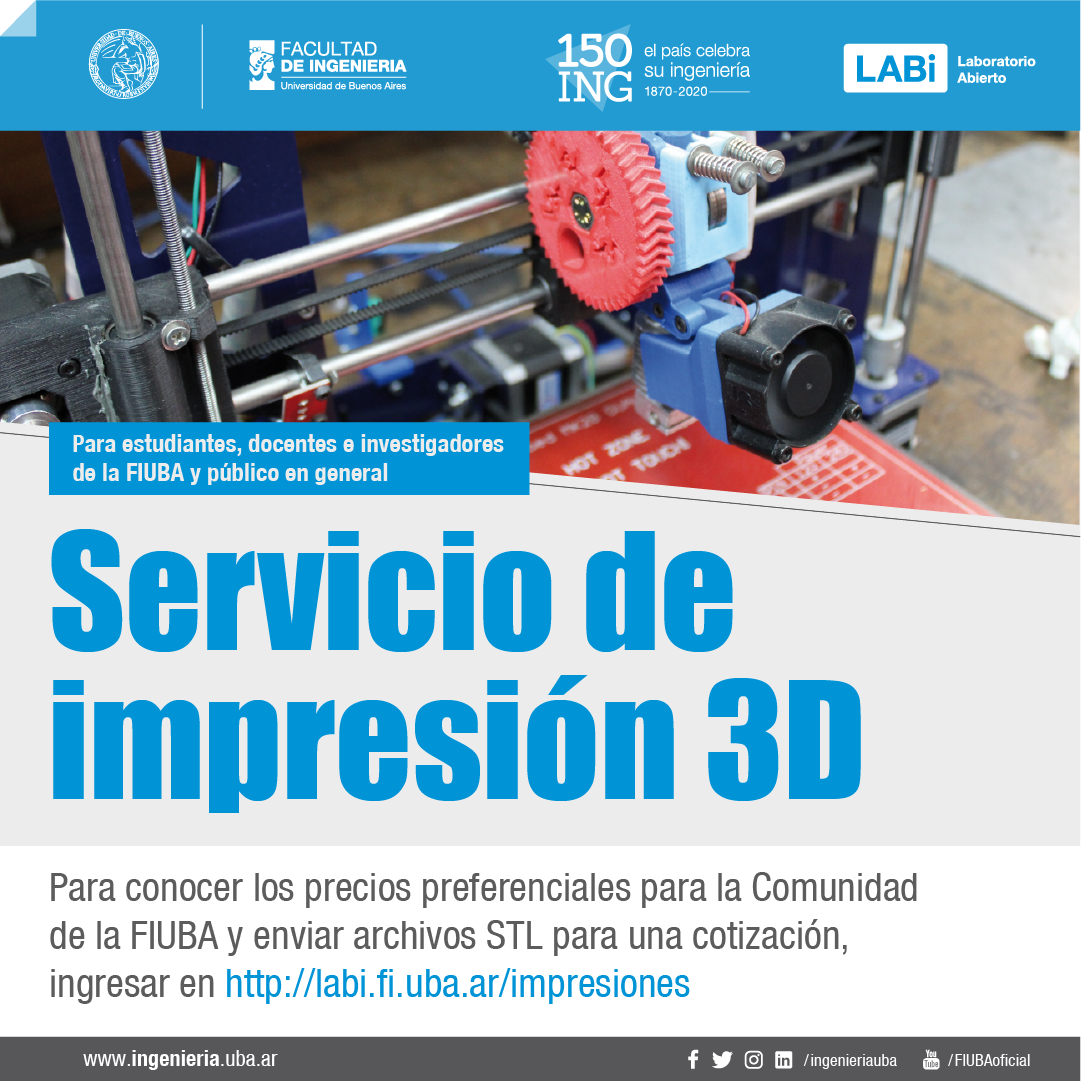 FACULTAD
DE INGENIERIA
Universidad de Buenos Aires
150
ING
el país celebra
su ingeniería
1870-2020
LABi
Laboratorio
Abierto
HOT ZONE
TOUCH
Para estudiantes, docentes e investigadores
de la FIUBA y público en general
Servicio de
impresión 3D
Para conocer los precios preferenciales para la Comunidad
de la FIUBA y enviar archivos STL para una cotización,
ingresar en http://labi.fi.uba.ar/impresiones
www.ingenieria.uba.ar
/ingenieriauba
You
Tube
/FIUBAoficial